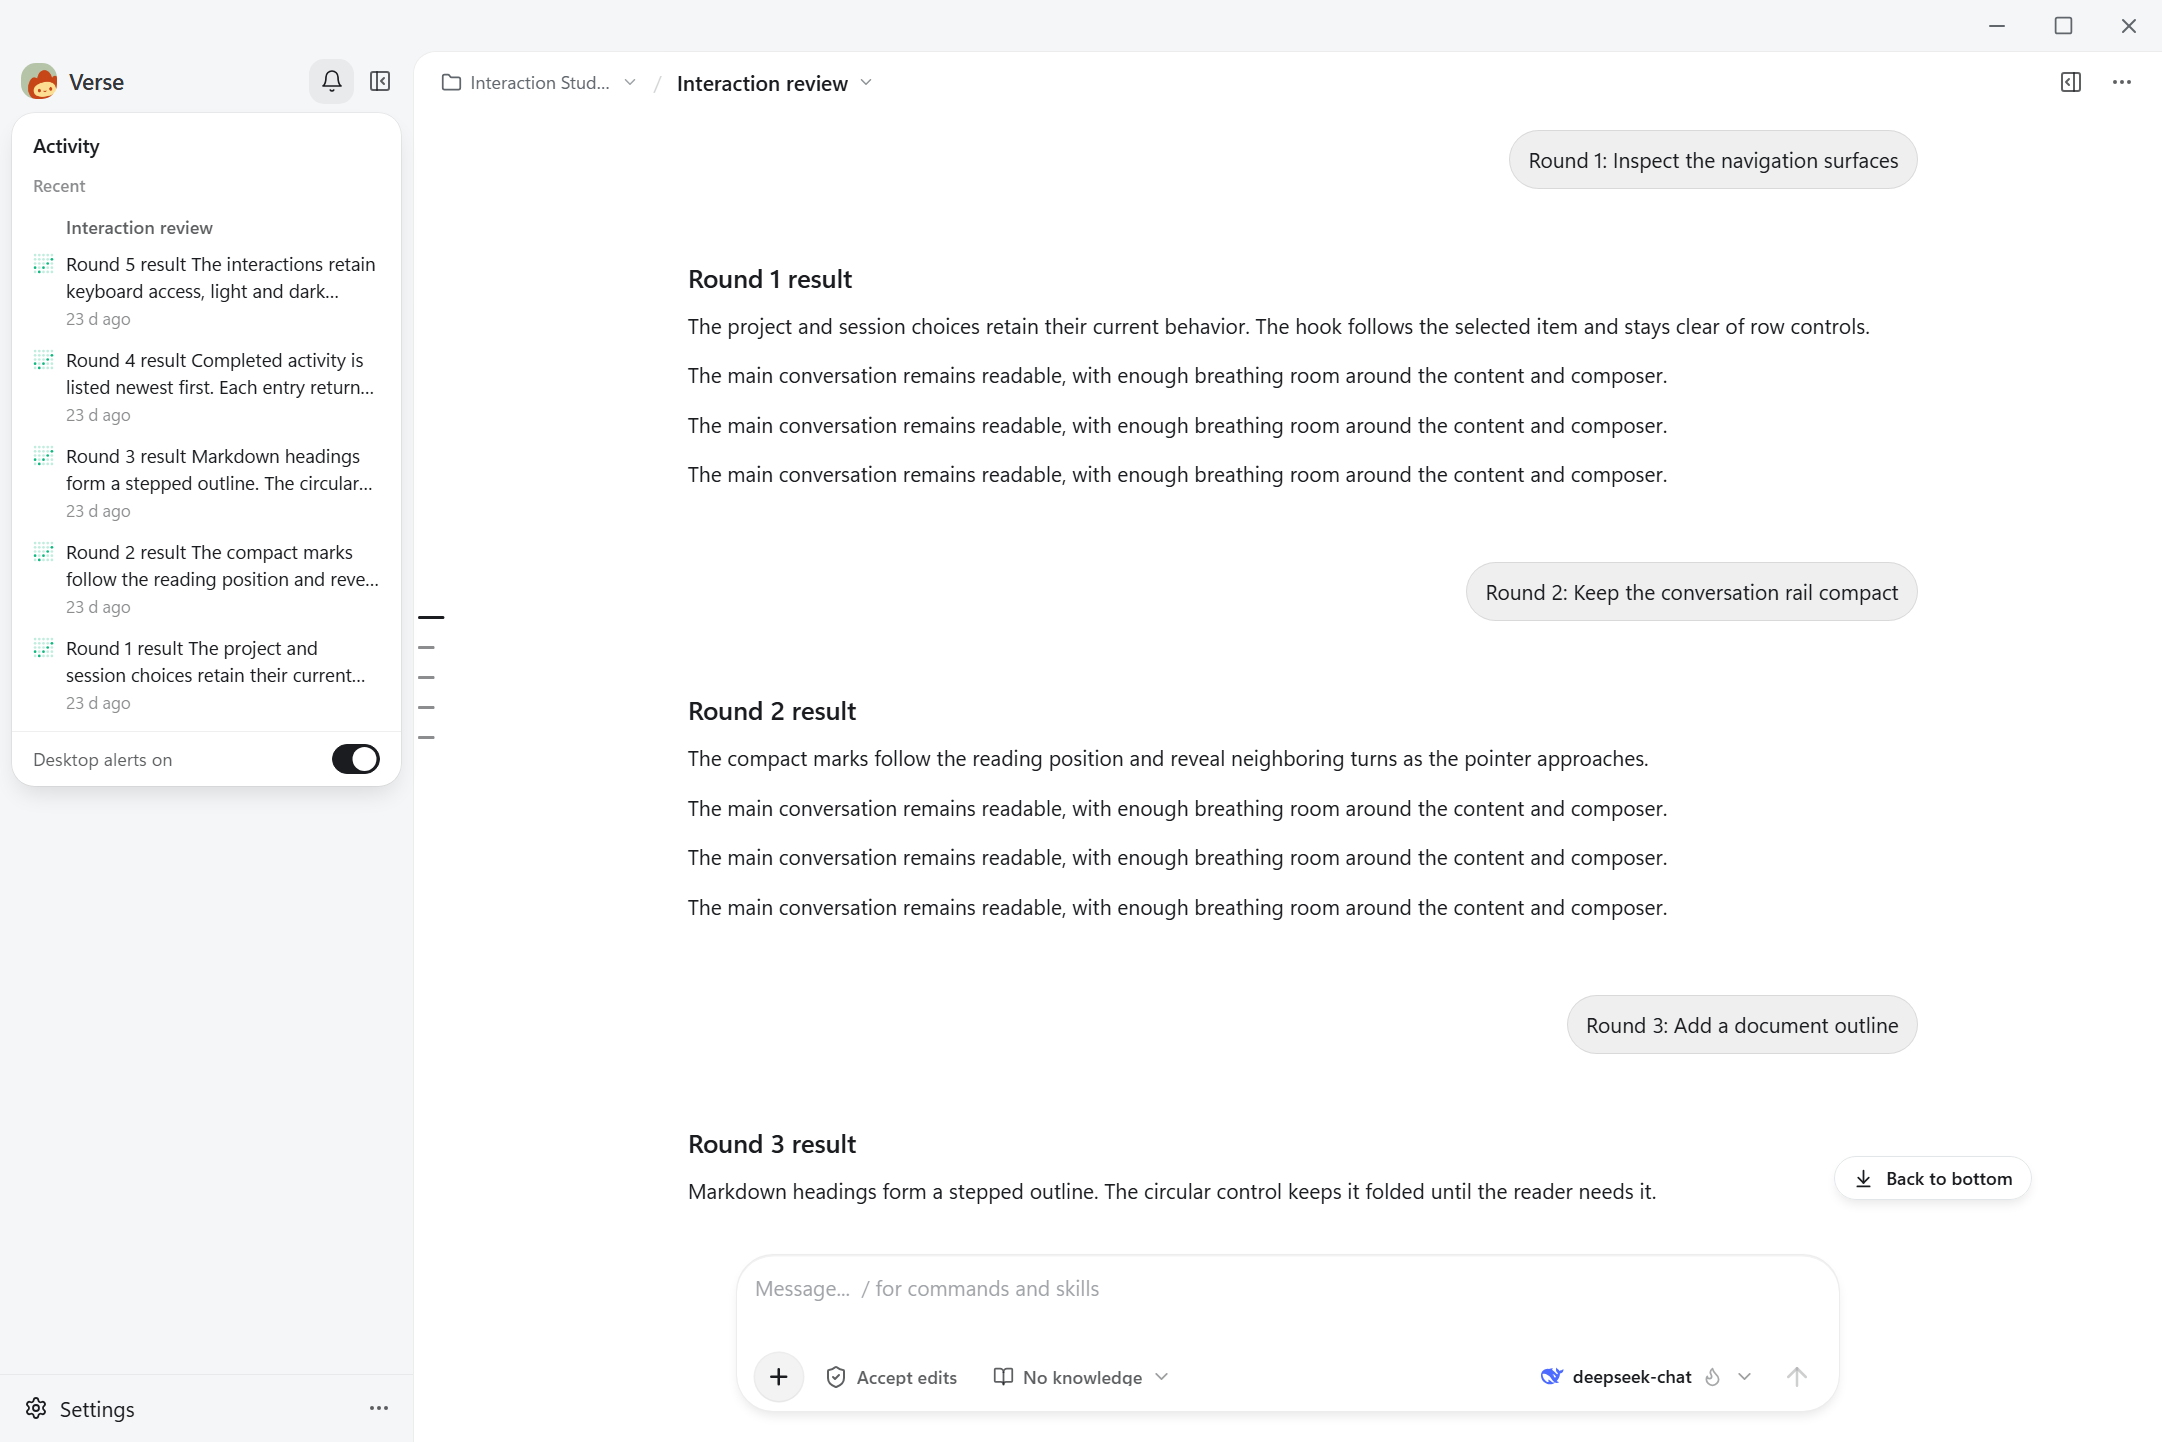 Verse
Activity
Recent
Interaction review
Round 5 result The interactions retain
keyboard access, light and dark...
23 d ago
Round 4 result Completed activity is
listed newest first. Each entry return...
23 d ago
Round 3 result Markdown headings
form a stepped outline. The circular...
23 d ago
Round 2 result The compact marks
follow the reading position and reve...
23 d ago
Round 1 result The project and
session choices retain their current...
23 d ago
Desktop alerts on
Settings
Interaction Stud... / Interaction review
Round 1: Inspect the navigation surfaces
Round 1 result
The project and session choices retain their current behavior. The hook follows the selected item and stays clear of row controls.
The main conversation remains readable, with enough breathing room around the content and composer.
The main conversation remains readable, with enough breathing room around the content and composer.
The main conversation remains readable, with enough breathing room around the content and composer.
Round 2: Keep the conversation rail compact
Round 2 result
The compact marks follow the reading position and reveal neighboring turns as the pointer approaches.
The main conversation remains readable, with enough breathing room around the content and composer.
The main conversation remains readable, with enough breathing room around the content and composer.
The main conversation remains readable, with enough breathing room around the content and composer.
Round 3: Add a document outline
Round 3 result
Markdown headings form a stepped outline. The circular control keeps it folded until the reader needs it.
Back to bottom
Message... / for commands and skills
Accept edits No knowledge deepseek-chat